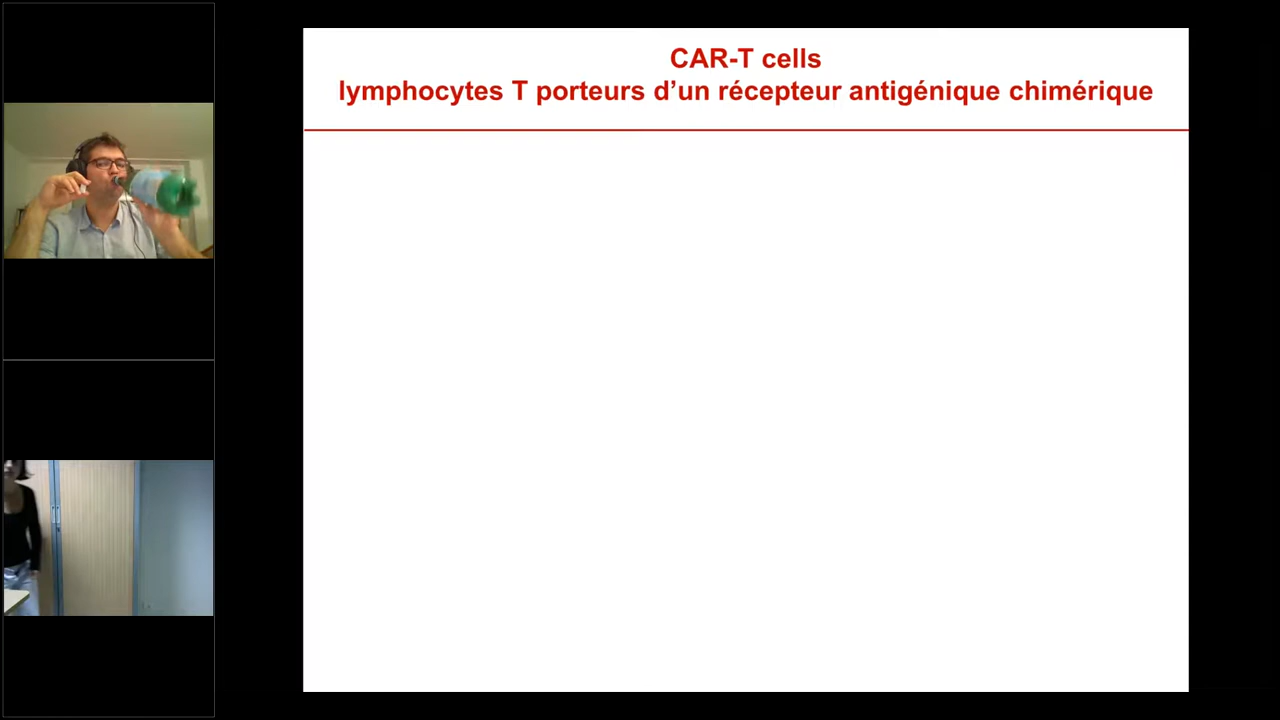 CAR-T cells
lymphocytes T porteurs d’un récepteur antigénique chimérique